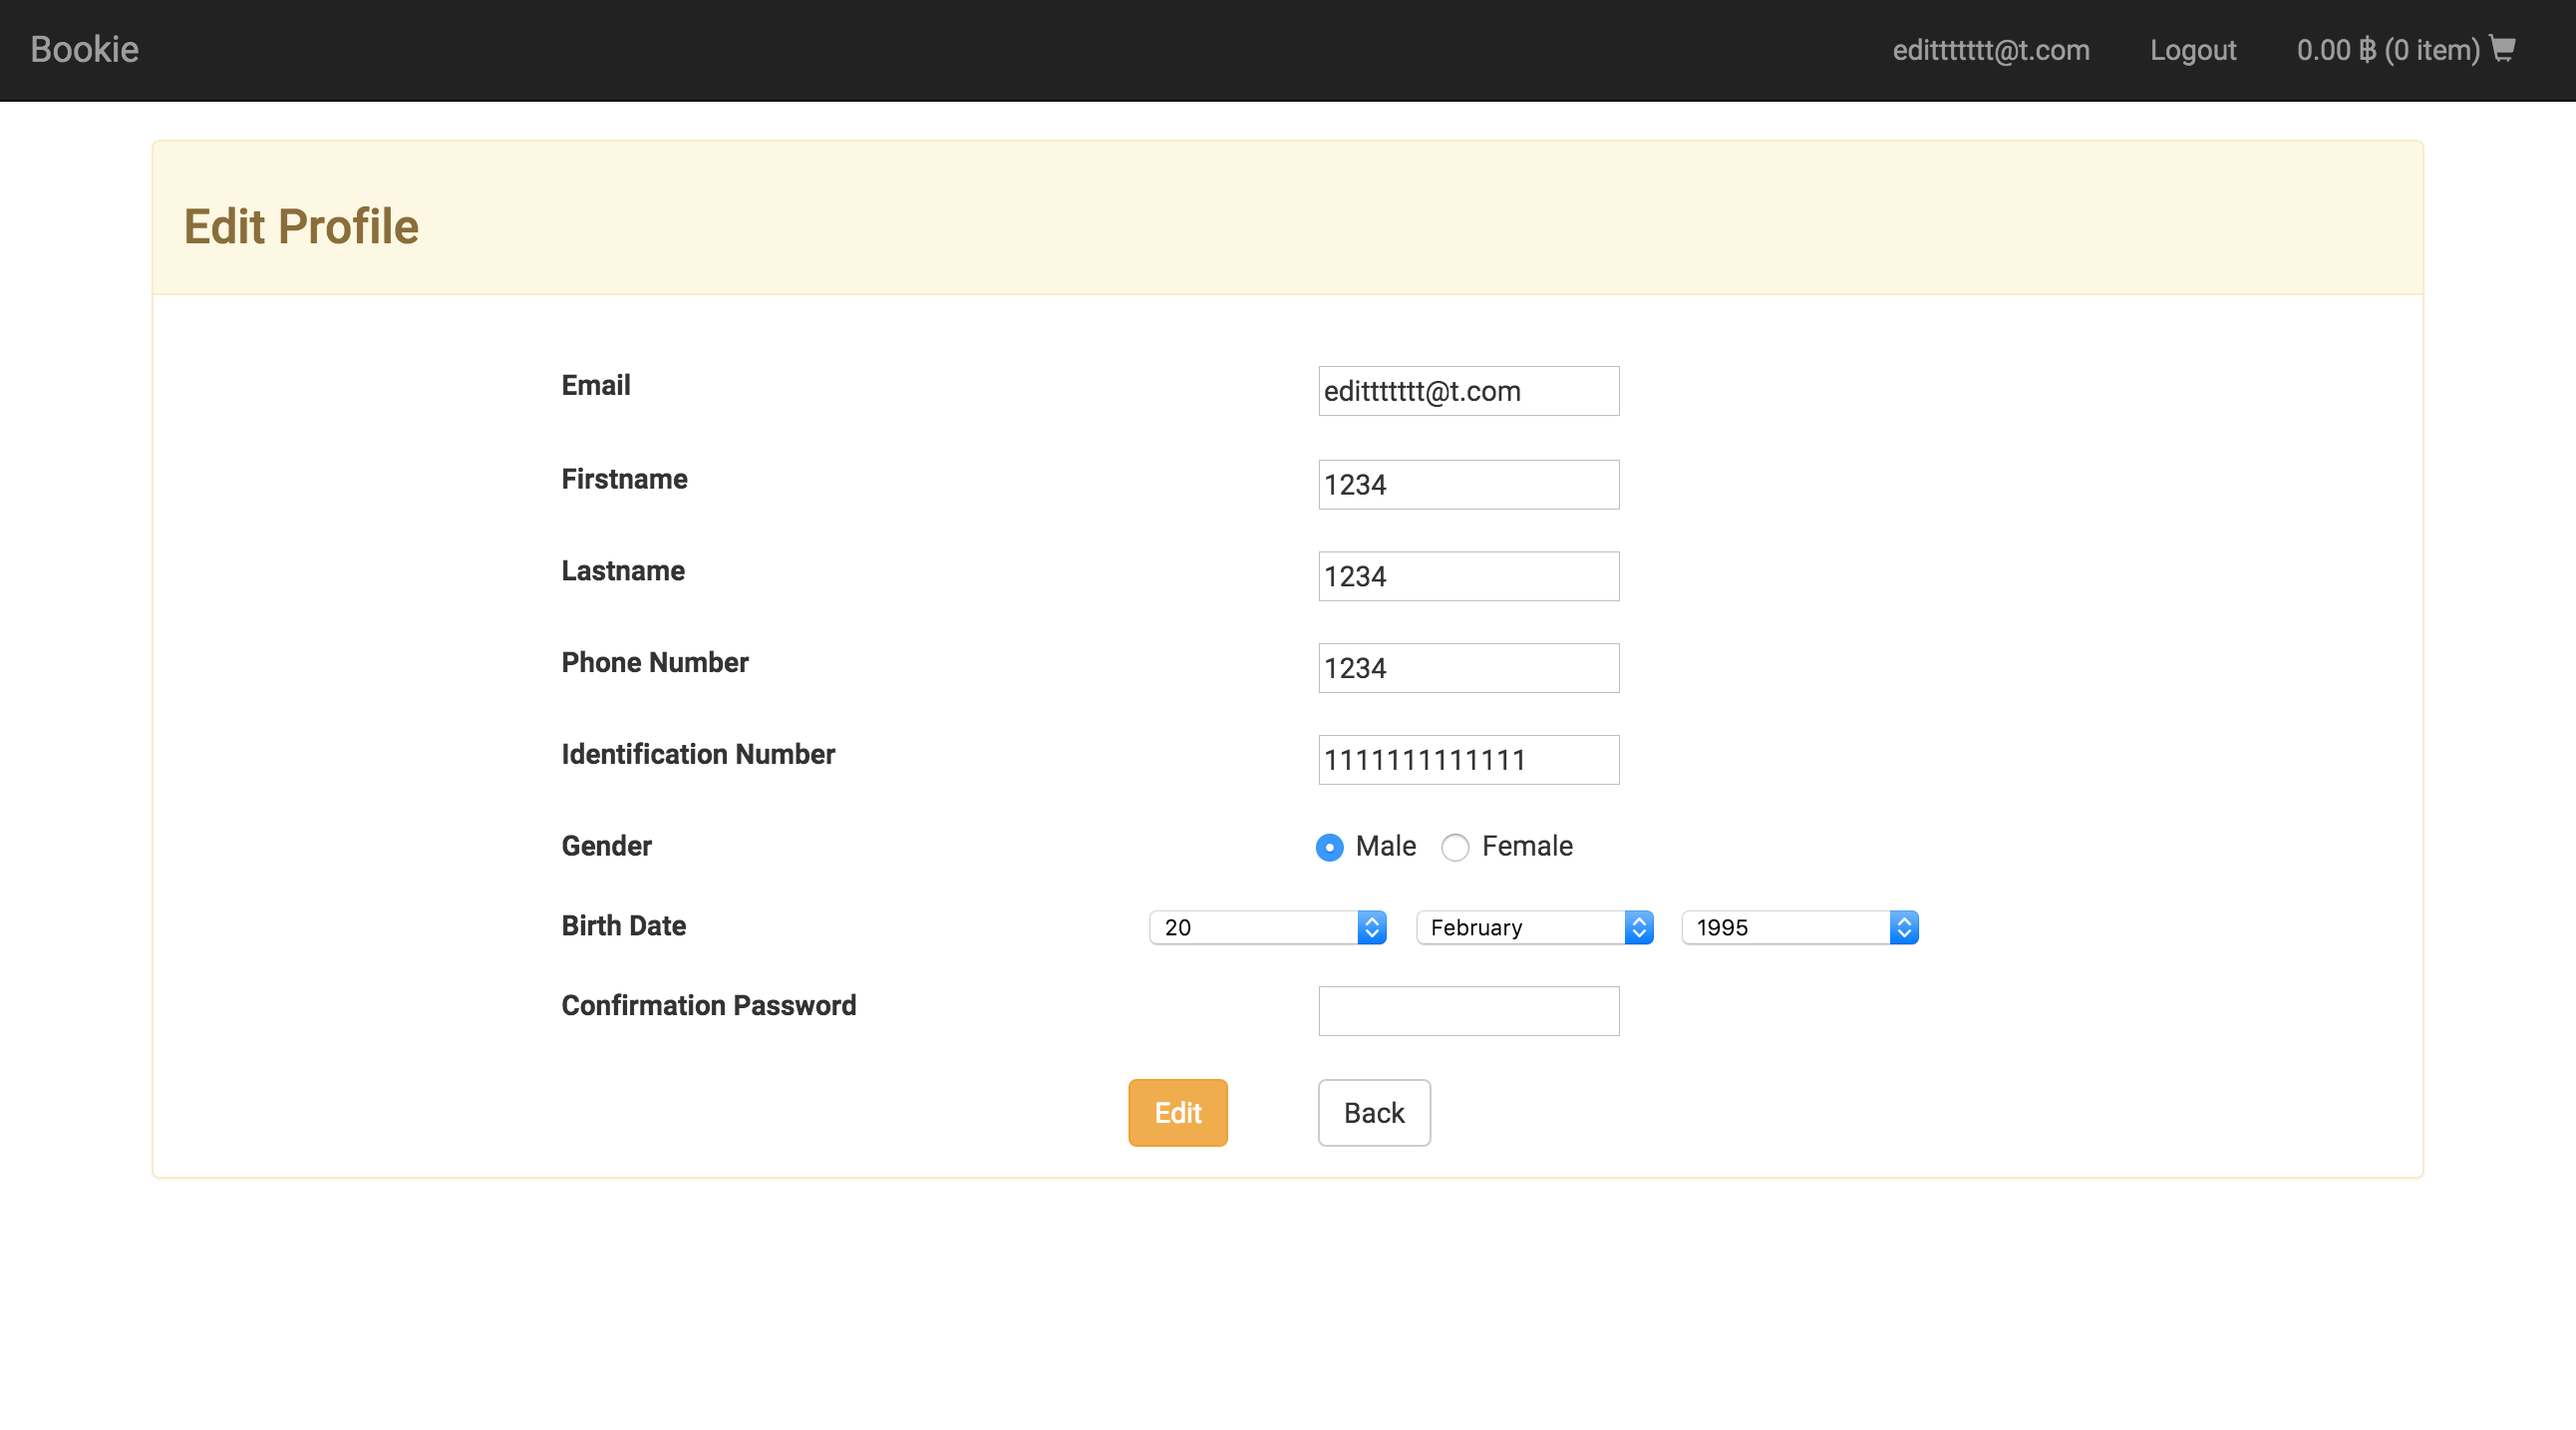 Bookie
edittttttt@t.com
Logout
0.00 ฿ (0 item)
Edit Profile
Email
edittttttt@t.com
Firstname
1234
Lastname
1234
Phone Number
1234
Identification Number
1111111111111
Gender
Male Female
Birth Date
20 February 1995
Confirmation Password
Edit Back